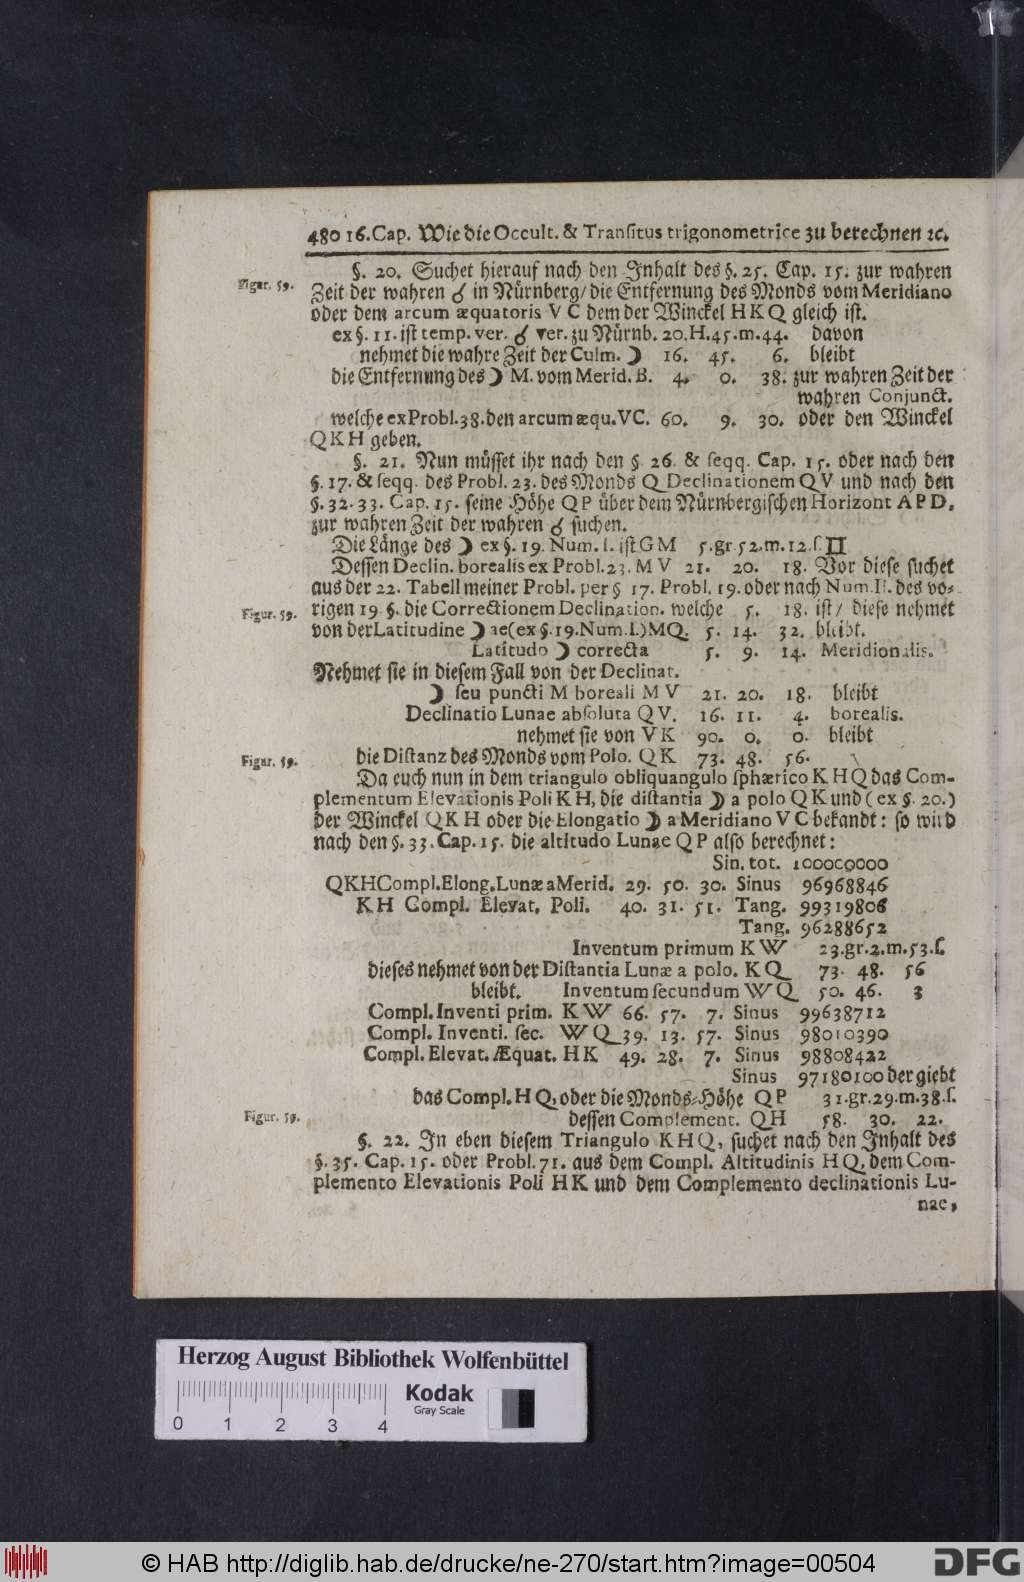 480 16. Cap. Wie die Occult. & Transitus trigonometrice zu berechnen ꝛc.
§. 20. Suchet hierauf nach den Inhalt des §. 25. Cap. 15. zur wahren
Figur. 59.
Zeit der wahren ☌ in Nürnberg/ die Entfernung des Monds vom Meridiano
oder dem arcum æquatoris V C dem der Winckel H K Q gleich ist.
ex §. 11. ist temp. ver. ☌ ver. zu Nürnb. 20. H. 45. m. 44. davon
nehmet die wahre Zeit der Culm. ☽ 16. 45. 6. bleibt
die Entfernung des ☽ M. vom Merid. B. 4. 0. 38. zur wahren Zeit der
wahren Conjunct.
welche ex Probl. 38. den arcum æqu. VC. 60. 9. 30. oder den Winckel
Q K H geben.
§. 21. Nun müsset ihr nach den §. 26. & seqq. Cap. 15. oder nach den
§. 17. & seqq. des Probl. 23. des Monds Q Declinationem Q V und nach den
§. 32. 33. Cap. 15. seine Höhe Q P über dem Nürnbergischen Horizont A P D.
zur wahren Zeit der wahren ☌ suchen.
Die Länge des ☽ ex §. 19. Num. I. ist G M 5. gr. 52. m. 12. s. ♊
Dessen Declin. borealis ex Probl. 23. M V 21. 20. 18. Vor diese suchet
aus der 22. Tabell meiner Probl. per § 17. Probl. 19. oder nach Num. II. des vo-
Figur. 59.
rigen 19 §. die Correctionem Declination. welche 5. 18. ist/ diese nehmet
von der Latitudine ☽ ae (ex §. 19. Num. I.) MQ. 5. 14. 32. bleibt.
Latitudo ☽ correcta 5. 9. 14. Meridionalis.
Nehmet sie in diesem Fall von der Declinat.
☽ seu puncti M boreali M V 21. 20. 18. bleibt
Declinatio Lunae absoluta Q V. 16. 11. 4. borealis.
nehmet sie von V K 90. 0. 0. bleibt
Figur. 59.
die Distanz des Monds vom Polo. Q K 73. 48. 56.
Da euch nun in dem triangulo obliquangulo sphærico K H Q das Com-
plementum Elevationis Poli K H, die distantia ☽ a polo Q K und (ex §. 20.)
der Winckel Q K H oder die Elongatio ☽ a Meridiano V C bekandt: so wird
nach den §. 33. Cap. 15. die altitudo Lunae Q P also berechnet:
Sin. tot. 100000000
QKH Compl. Elong. Lunæ a Merid. 29. 50. 30. Sinus 96968846
K H Compl. Elevat. Poli. 40. 31. 51. Tang. 99319806
Tang. 96288652
Inventum primum K W 23. gr. 2. m. 53. s.
dieses nehmet von der Distantia Lunæ a polo. K Q 73. 48. 56
bleibt. Inventum secundum W Q 50. 46. 3
Compl. Inventi prim. K W 66. 57. 7. Sinus 99638712
Compl. Inventi. sec. W Q 39. 13. 57. Sinus 98010390
Compl. Elevat. Æquat. H K 49. 28. 7. Sinus 98808422
Sinus 97180100 der giebt
das Compl. H Q, oder die Monds-Höhe Q P 31. gr. 29. m. 38. s.
Figur. 59.
dessen Complement. Q H 58. 30. 22.
§. 22. In eben diesem Triangulo K H Q, suchet nach den Inhalt des
§. 35. Cap. 15. oder Probl. 71. aus dem Compl. Altitudinis H Q, dem Com-
plemento Elevationis Poli H K und dem Complemento declinationis Lu-
nae,
Herzog August Bibliothek Wolfenbüttel
Kodak
Gray Scale
0 1 2 3 4
© HAB http://diglib.hab.de/drucke/ne-270/start.htm?image=00504
DFG